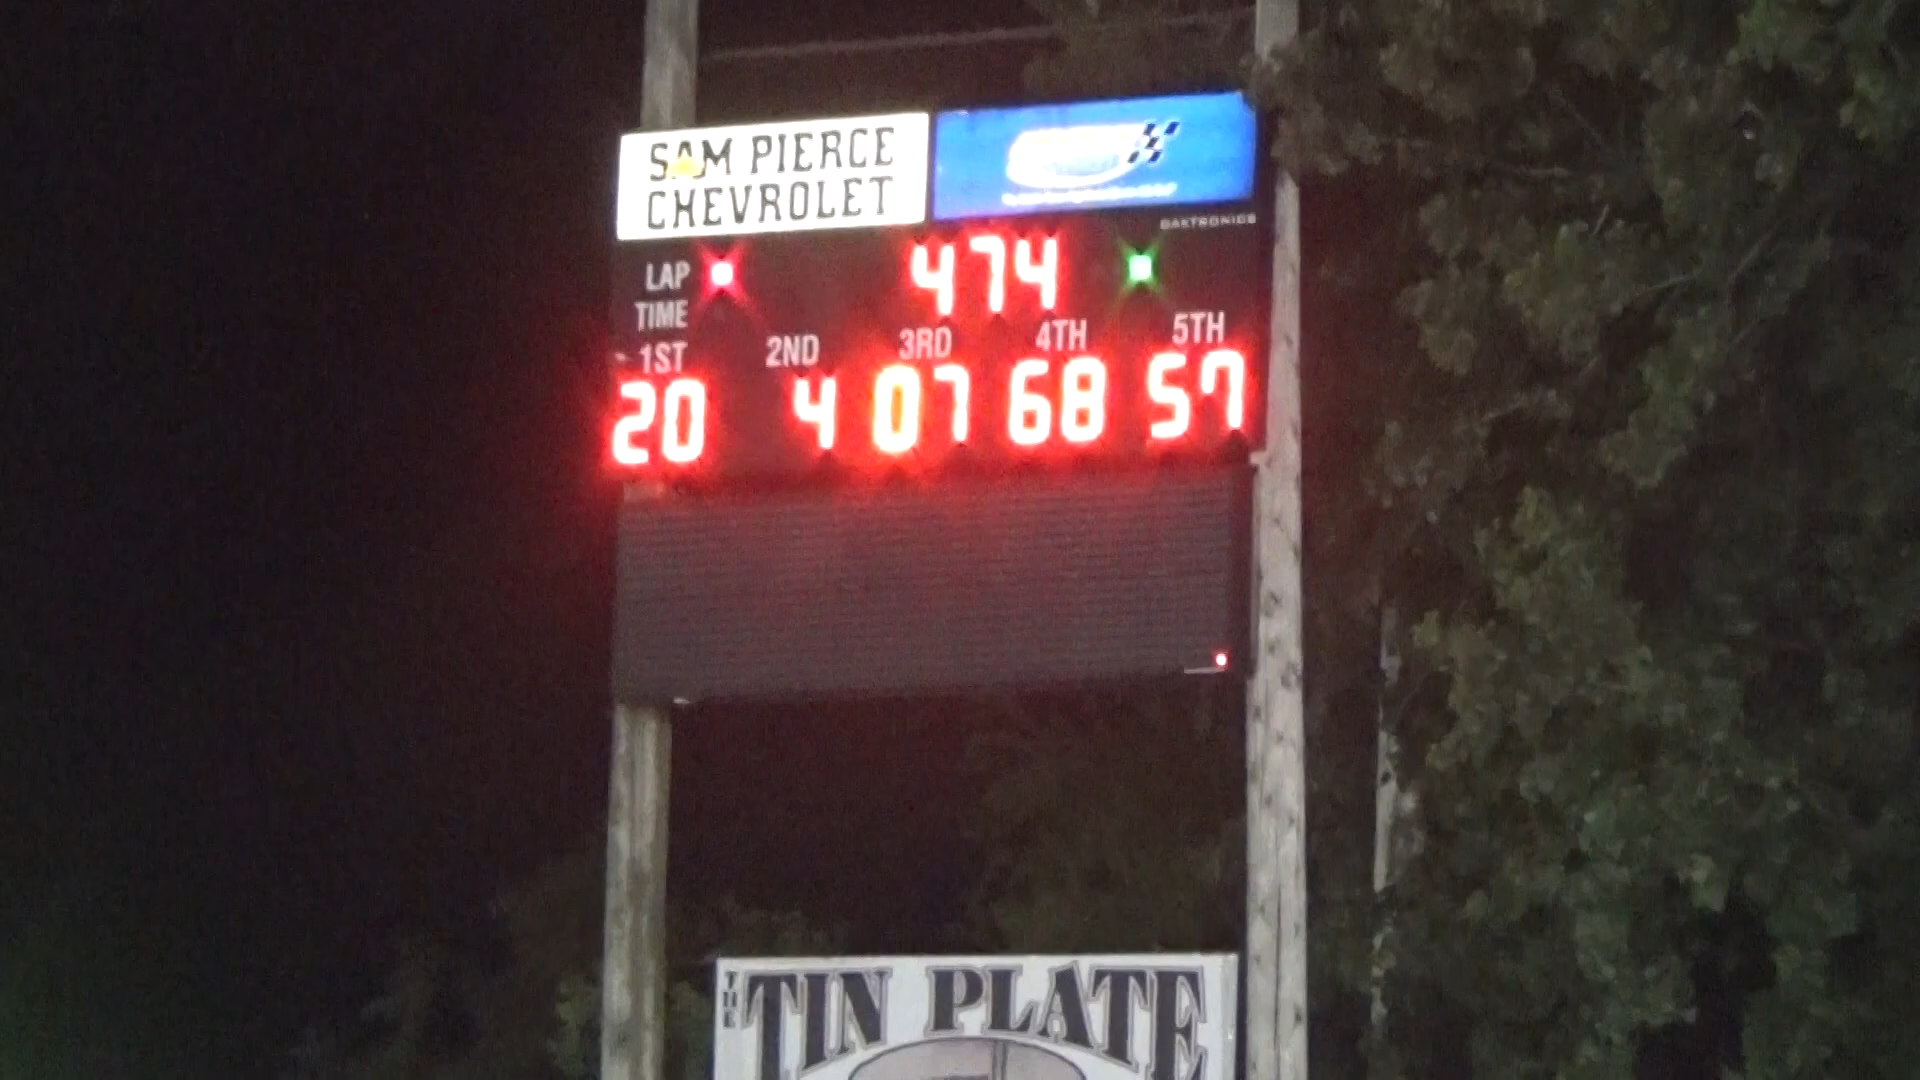 SAM PIERCE
CHEVROLET
DAKTRONICS
LAP 474
TIME
1ST 2ND 3RD 4TH 5TH
20 4 07 68 57
THE TIN PLATE